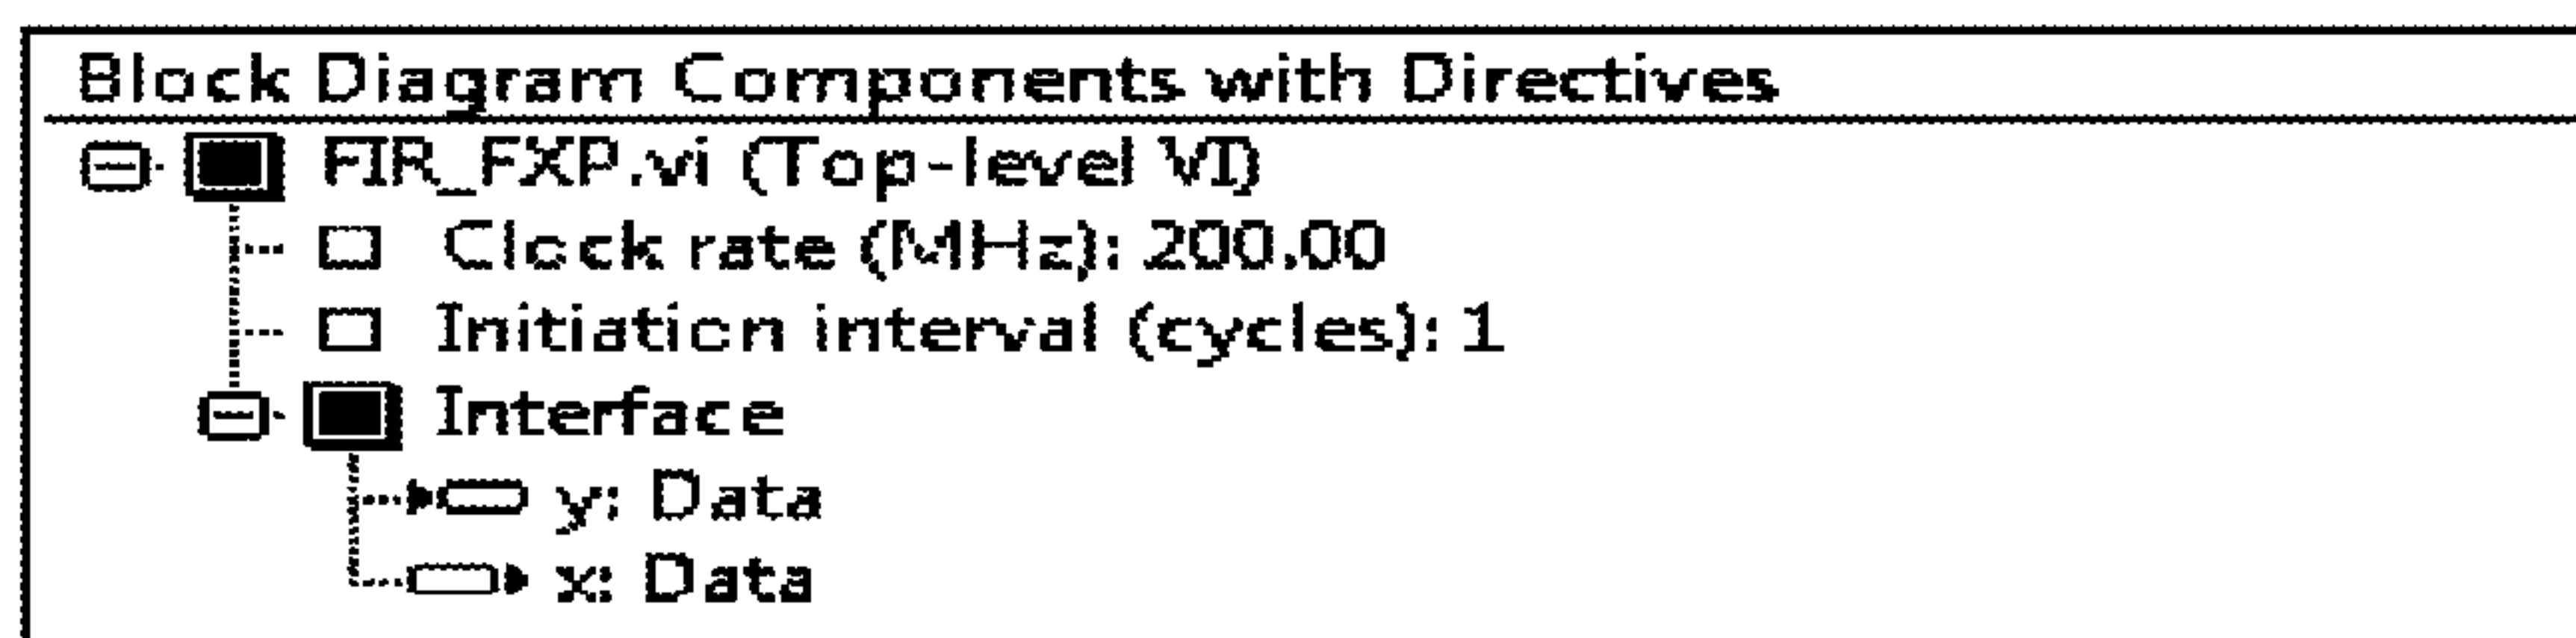 Block Diagram Components with Directives
FIR_FXP.vi (Top-level VI)
Clock rate (MHz): 200.00
Initiation interval (cycles): 1
Interface
y: Data
x: Data